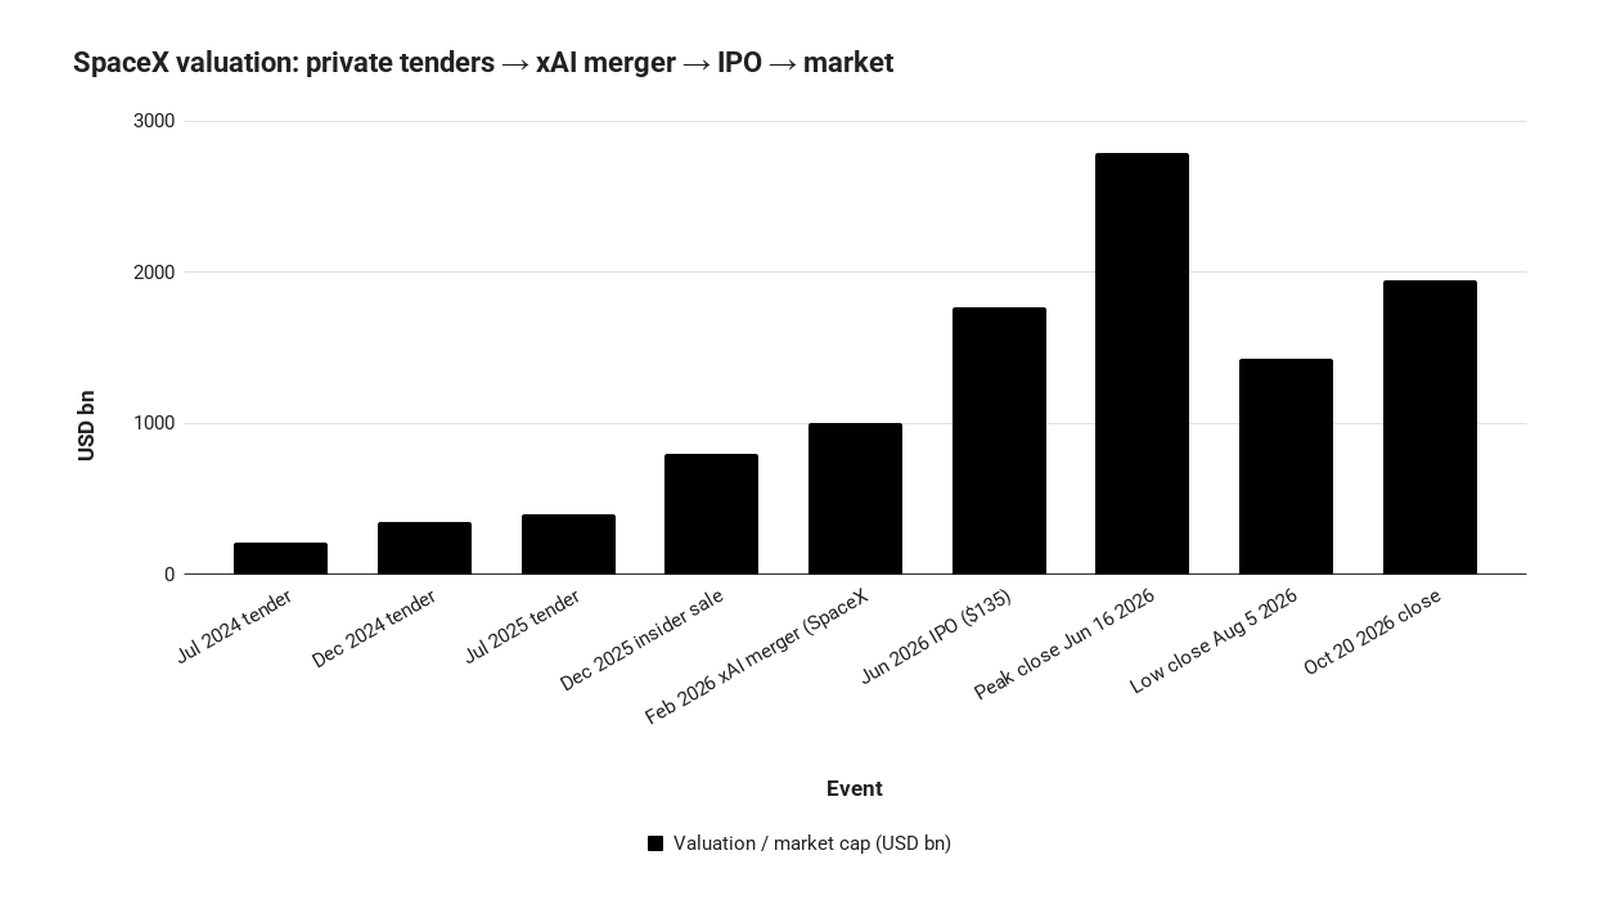 SpaceX valuation: private tenders → xAI merger → IPO → market
3000
2000
1000
0
USD bn
Jul 2024 tender
Dec 2024 tender
Jul 2025 tender
Dec 2025 insider sale
Feb 2026 xAI merger (SpaceX
Jun 2026 IPO ($135)
Peak close Jun 16 2026
Low close Aug 5 2026
Oct 20 2026 close
Event
Valuation / market cap (USD bn)